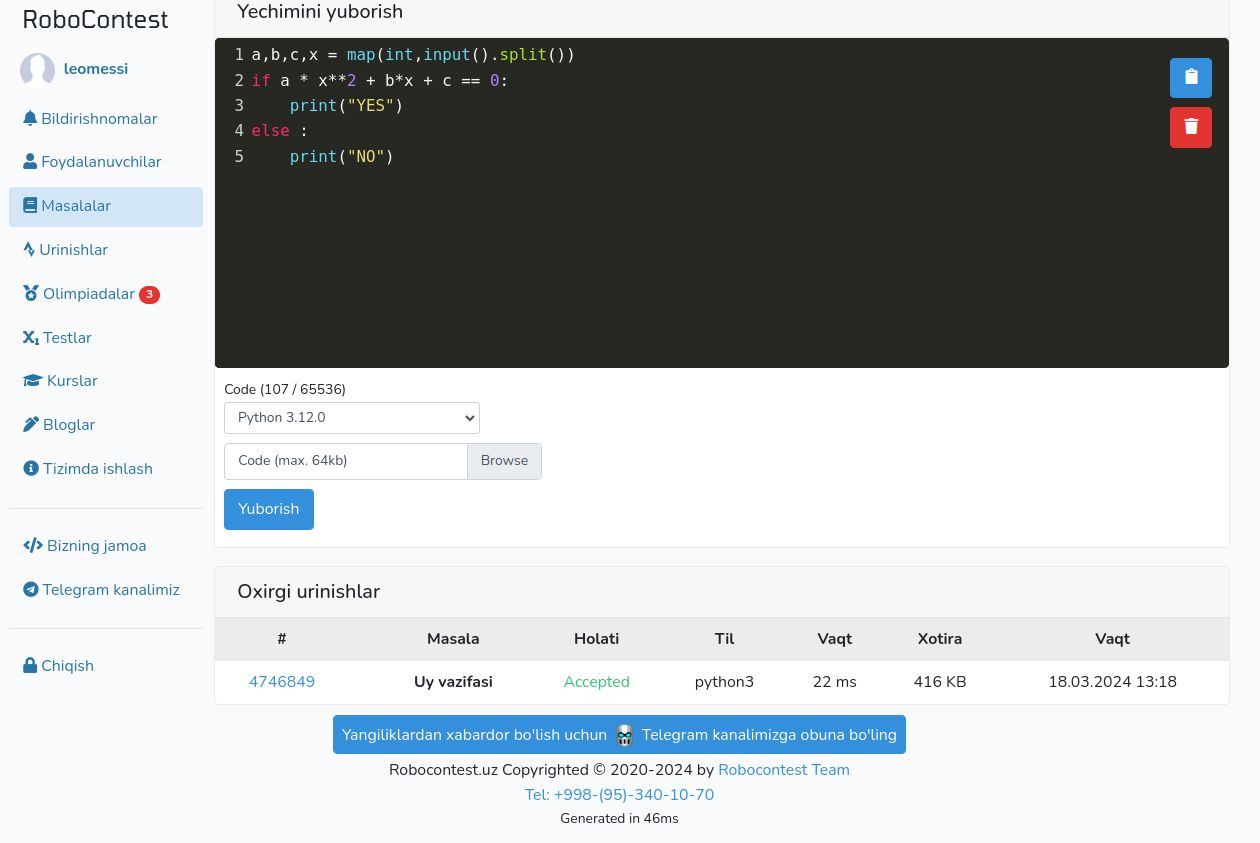 RoboContest
leomessi
Bildirishnomalar
Foydalanuvchilar
Masalalar
Urinishlar
Olimpiadalar 3
Testlar
Kurslar
Bloglar
Tizimda ishlash
Bizning jamoa
Telegram kanalimiz
Chiqish
Yechimini yuborish
1 a,b,c,x = map(int,input().split())
2 if a * x**2 + b*x + c == 0:
3     print("YES")
4 else :
5     print("NO")
Code (107 / 65536)
Python 3.12.0
Code (max. 64kb) Browse
Yuborish
Oxirgi urinishlar
# Masala Holati Til Vaqt Xotira Vaqt
4746849 Uy vazifasi Accepted python3 22 ms 416 KB 18.03.2024 13:18
Yangiliklardan xabardor bo'lish uchun Telegram kanalimizga obuna bo'ling
Robocontest.uz Copyrighted © 2020-2024 by Robocontest Team
Tel: +998-(95)-340-10-70
Generated in 46ms